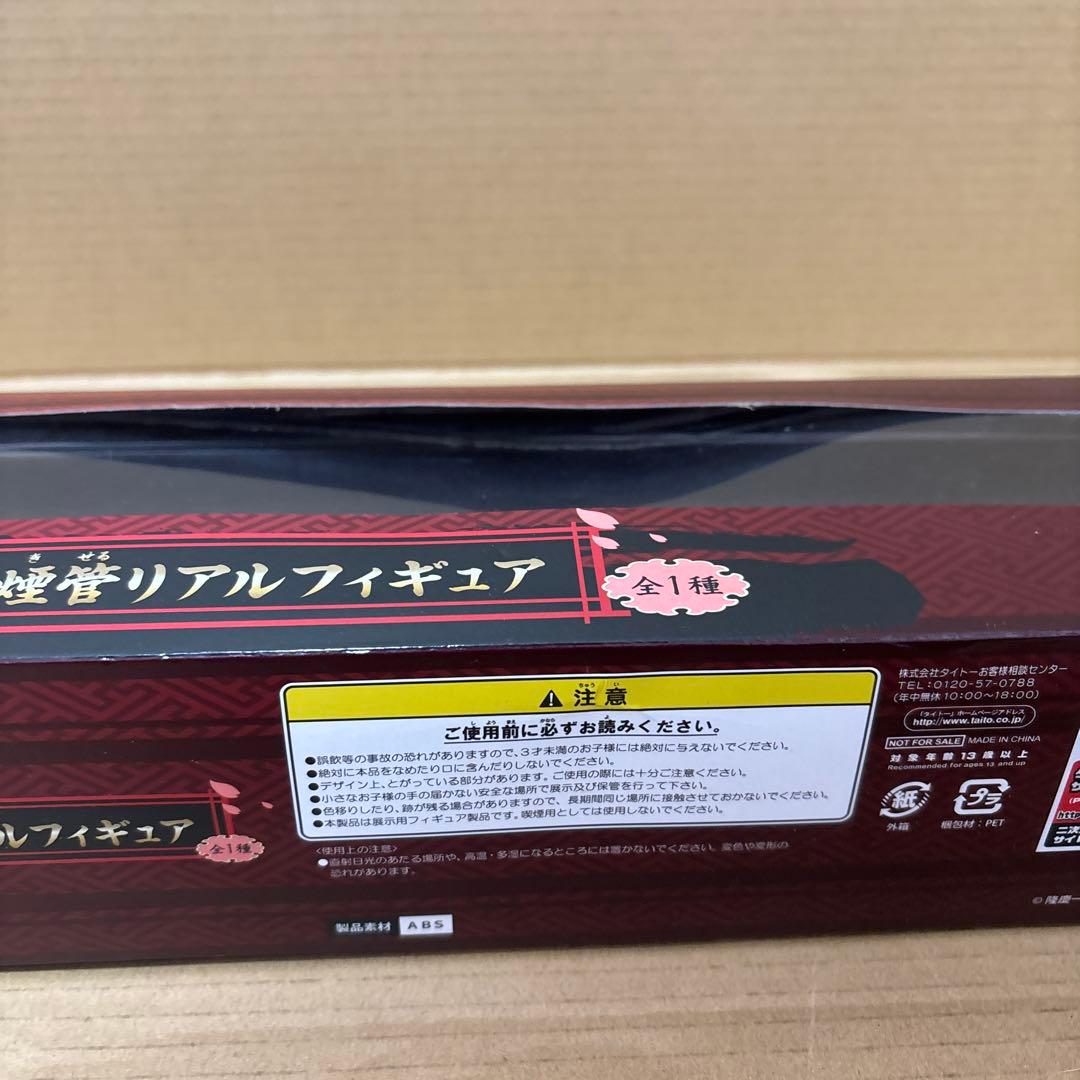 き せる
煙管リアルフィギュア
全1種
ルフィギュア
全1種
注意
ちゅう い
ご使用前に必ずお読みください。
し よう まえ かなら よ
●誤飲等の事故の恐れがありますので、3才未満のお子様には絶対に与えないでください。
●絶対に本品をなめたり口に含んだりしないでください。
●デザイン上、とがっている部分があります。ご使用の際には十分ご注意ください。
●小さなお子様の手の届かない安全な場所で展示及び保管を行って下さい。
●色移りしたり、跡が残る場合がありますので、長期間同じ場所に接触させておかないでください。
●本製品は展示用フィギュア製品です。喫煙用としては使用しないでください。
<使用上の注意>
●直射日光のあたる場所や、高温・多湿になるところには置かないでください。変色や変形の
恐れがあります。
製品素材 ABS
株式会社タイトーお客様相談センター
TEL:0120-57-0788
(年中無休10:00~18:00)
「タイトー」ホームページアドレス
http://www.taito.co.jp/
NOT FOR SALE MADE IN CHINA
対象年齢13歳以上
Recommended for ages 13 and up
紙
外箱
プラ
梱包材:PET
二次
サイト
©隆慶一